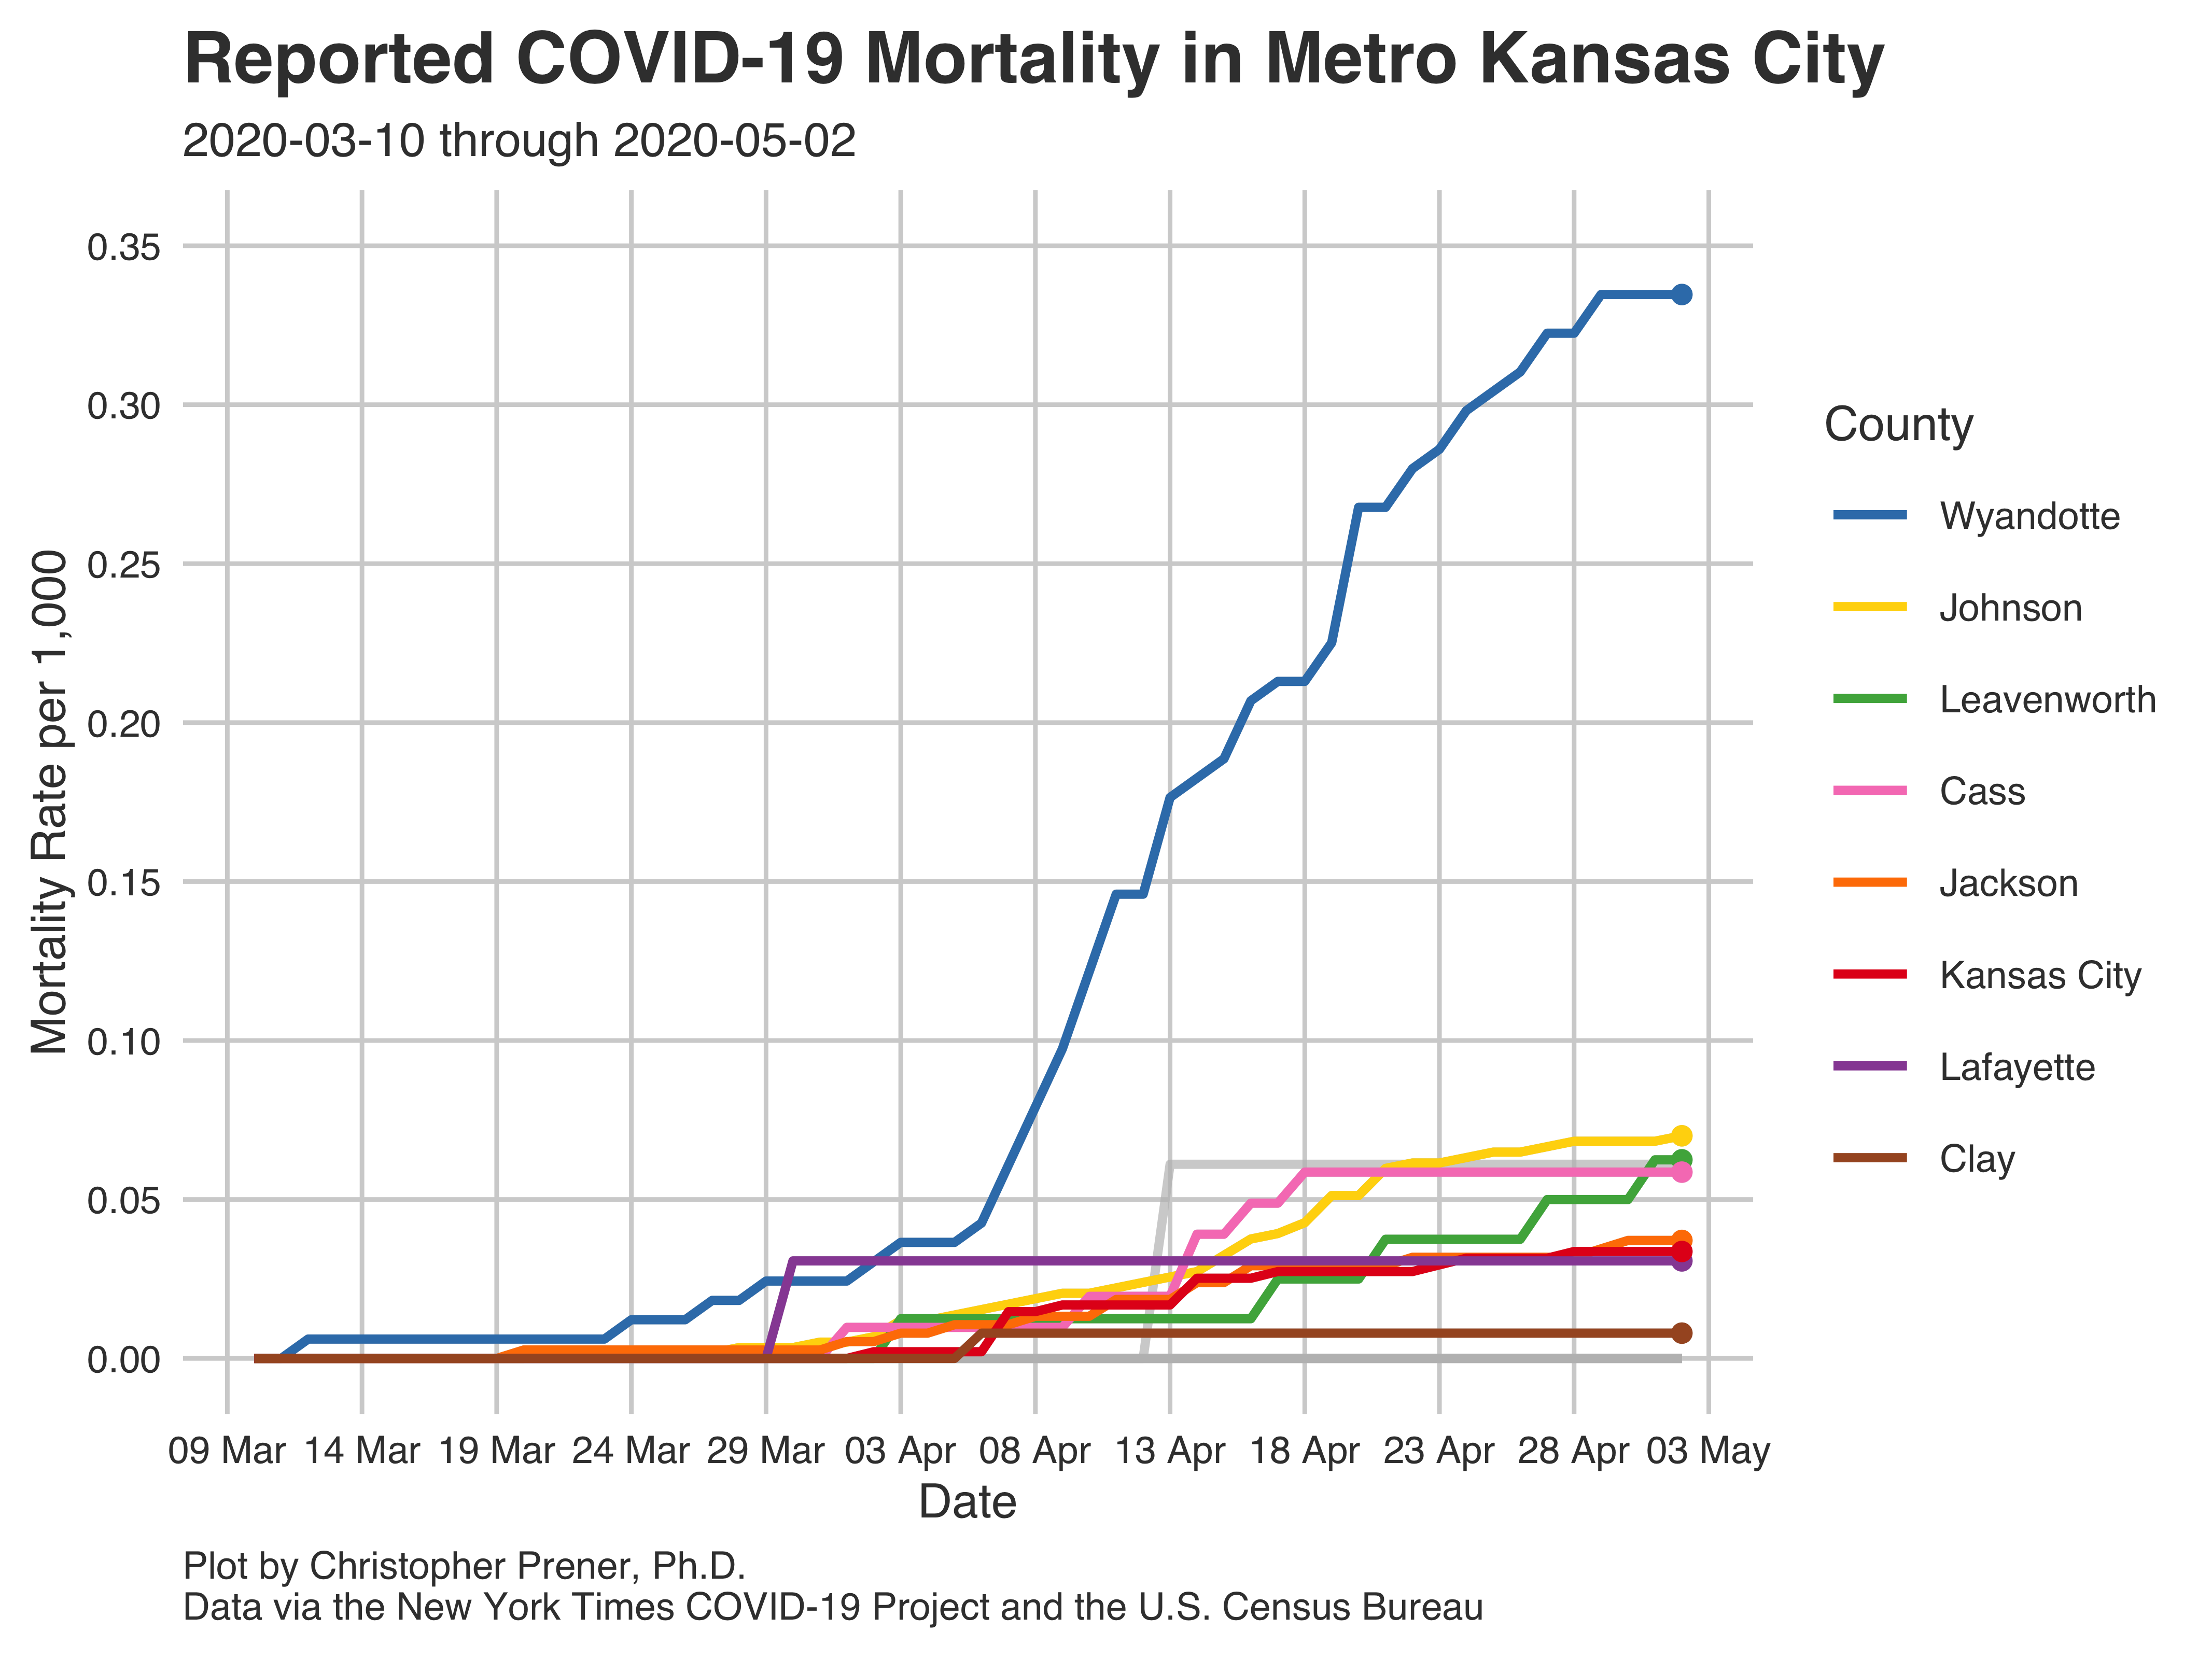 Reported COVID-19 Mortality in Metro Kansas City
2020-03-10 through 2020-05-02
Mortality Rate per 1,000
0.35
0.30
0.25
0.20
0.15
0.10
0.05
0.00
09 Mar 14 Mar 19 Mar 24 Mar 29 Mar 03 Apr 08 Apr 13 Apr 18 Apr 23 Apr 28 Apr 03 May
Date
County
Wyandotte
Johnson
Leavenworth
Cass
Jackson
Kansas City
Lafayette
Clay
Plot by Christopher Prener, Ph.D.
Data via the New York Times COVID-19 Project and the U.S. Census Bureau